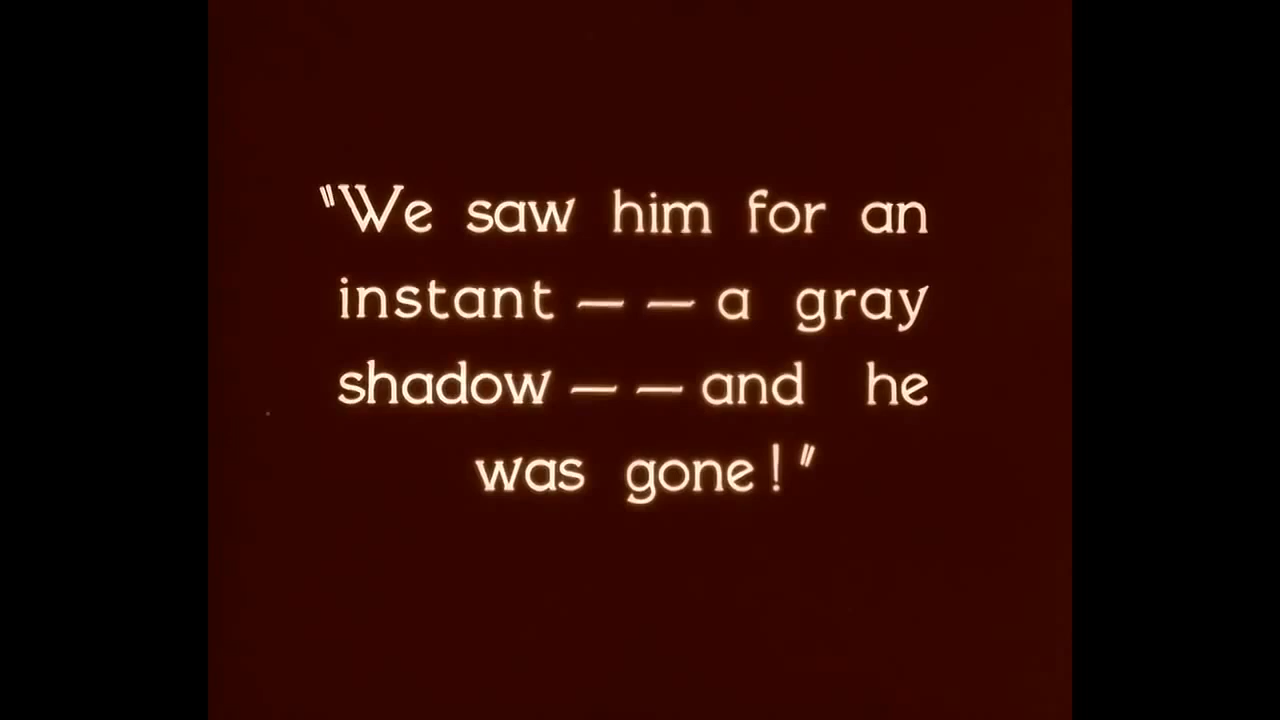 "We saw him for an
instant — — a gray
shadow — — and he
was gone!"